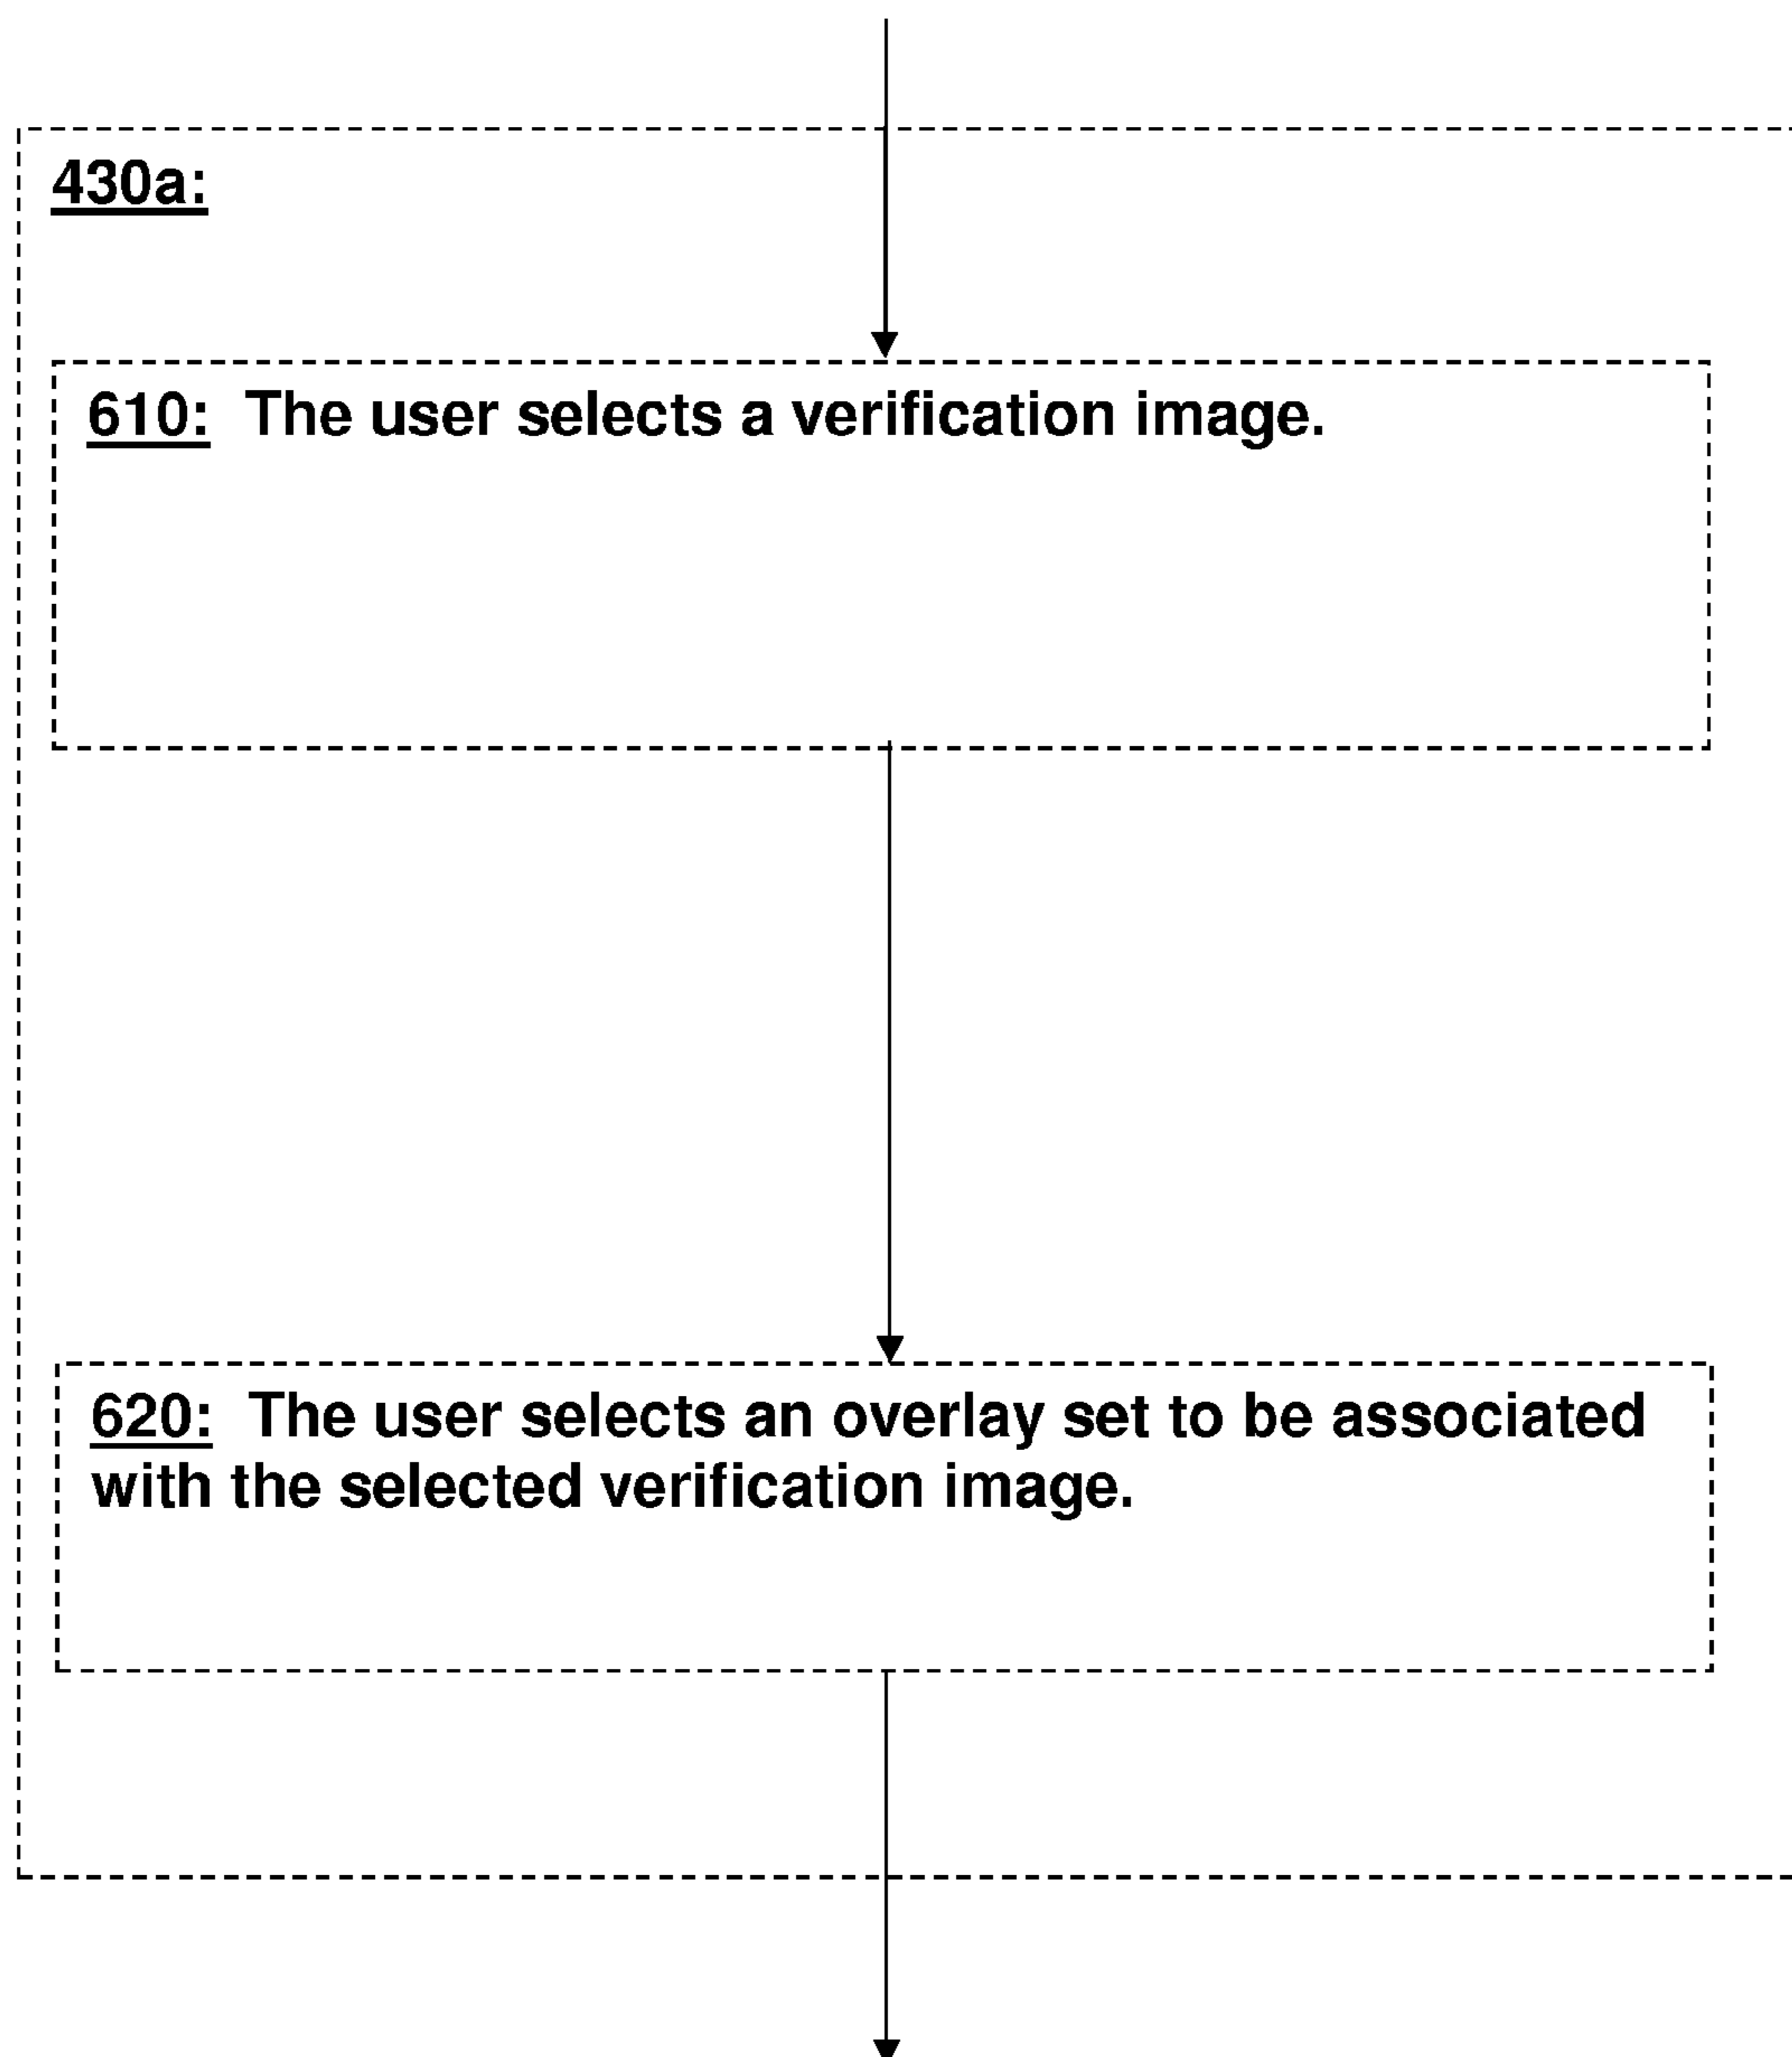 430a:
610: The user selects a verification image.
620: The user selects an overlay set to be associated
with the selected verification image.